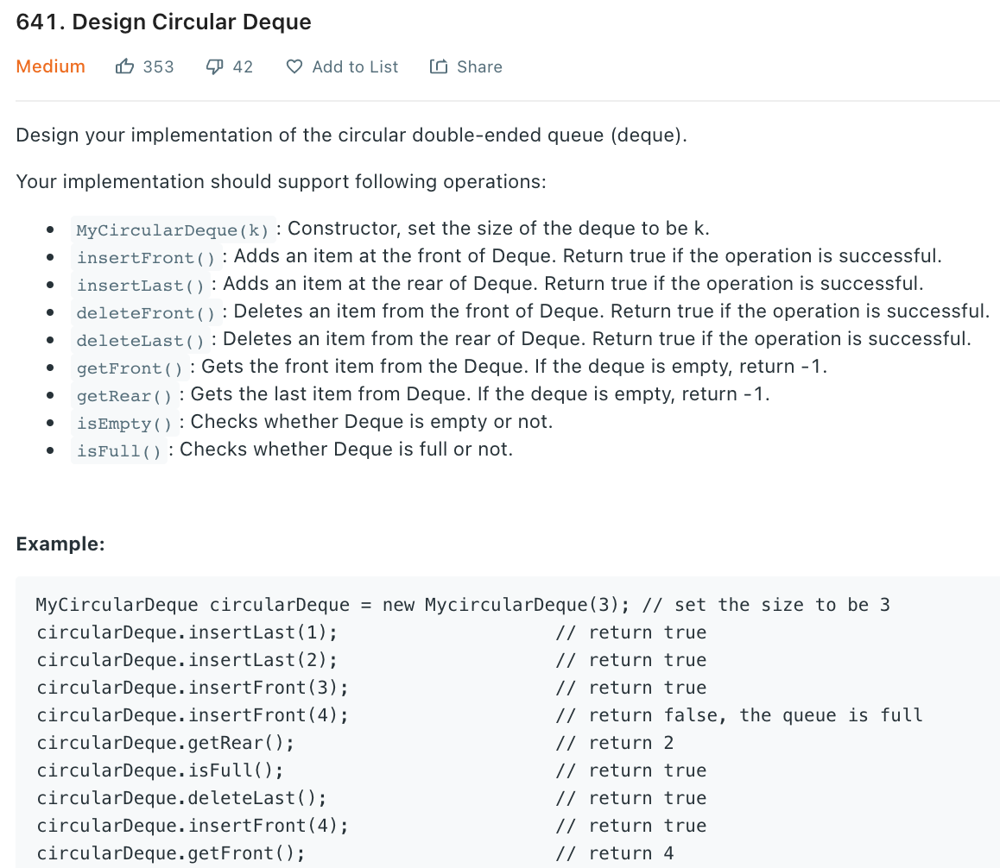 641. Design Circular Deque
Medium 353 42 Add to List Share
Design your implementation of the circular double-ended queue (deque).
Your implementation should support following operations:
• MyCircularDeque(k): Constructor, set the size of the deque to be k.
• insertFront(): Adds an item at the front of Deque. Return true if the operation is successful.
• insertLast(): Adds an item at the rear of Deque. Return true if the operation is successful.
• deleteFront(): Deletes an item from the front of Deque. Return true if the operation is successful.
• deleteLast(): Deletes an item from the rear of Deque. Return true if the operation is successful.
• getFront(): Gets the front item from the Deque. If the deque is empty, return -1.
• getRear(): Gets the last item from Deque. If the deque is empty, return -1.
• isEmpty(): Checks whether Deque is empty or not.
• isFull(): Checks whether Deque is full or not.
Example:
MyCircularDeque circularDeque = new MycircularDeque(3); // set the size to be 3
circularDeque.insertLast(1); // return true
circularDeque.insertLast(2); // return true
circularDeque.insertFront(3); // return true
circularDeque.insertFront(4); // return false, the queue is full
circularDeque.getRear(); // return 2
circularDeque.isFull(); // return true
circularDeque.deleteLast(); // return true
circularDeque.insertFront(4); // return true
circularDeque.getFront(); // return 4